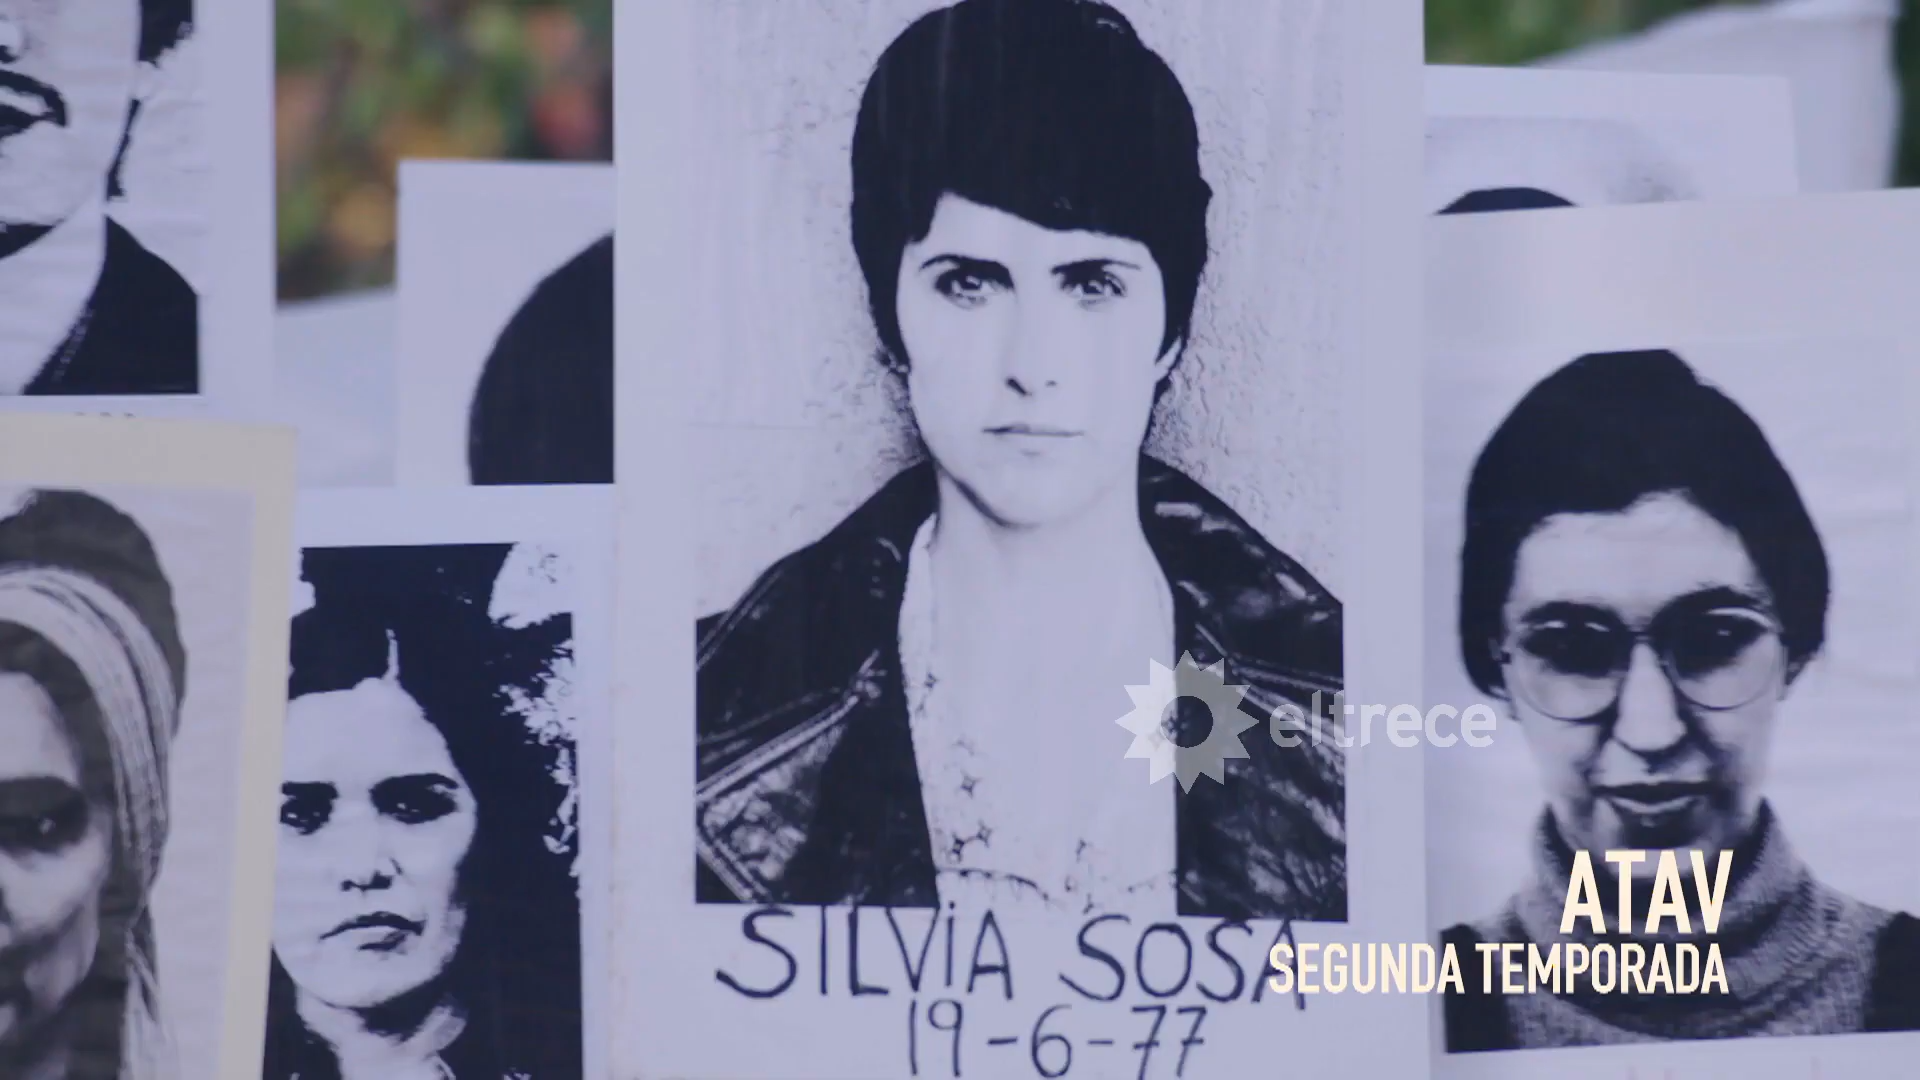 eltrece
ATAV
SEGUNDA TEMPORADA
SILViA SOSA
19-6-77